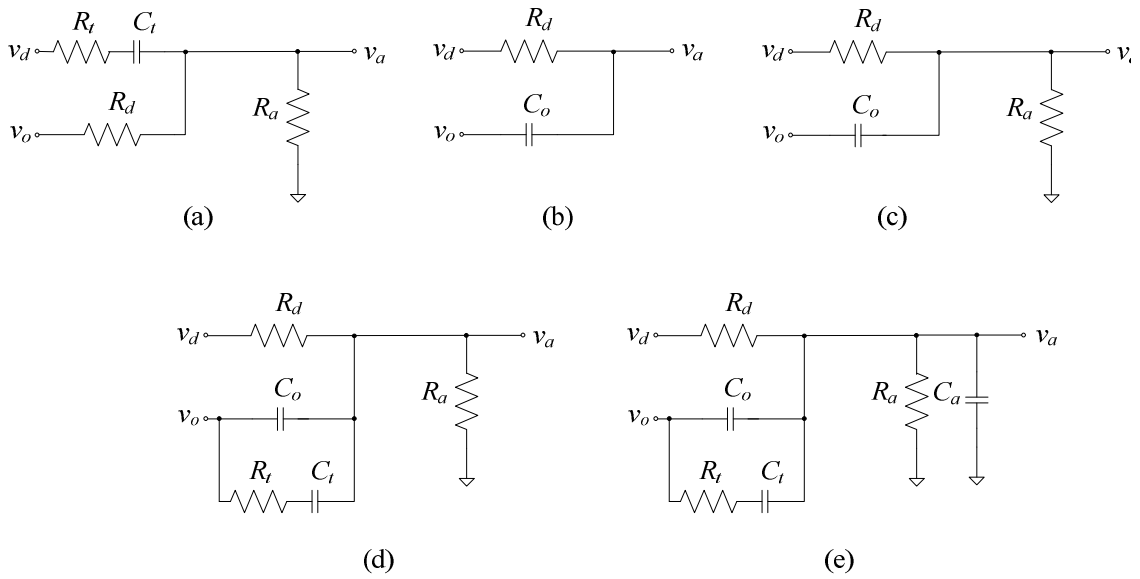 R_t C_t
v_d v_a
R_d
v_o R_a
(a)
R_d
v_d v_a
C_o
v_o
(b)
R_d
v_d
C_o
v_o R_a
(c)
R_d
v_d v_a
C_o
v_o R_a
R_t C_t
(d)
R_d
v_d v_a
C_o
v_o R_a C_a
R_t C_t
(e)